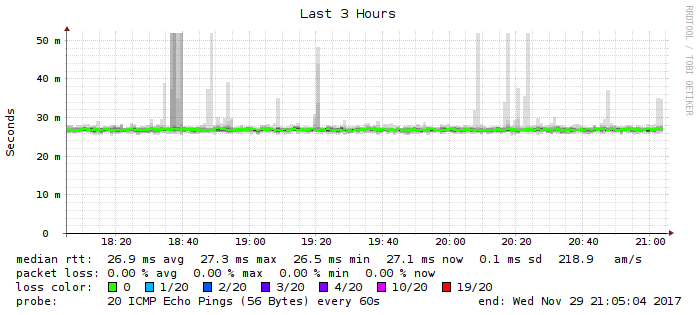 Last 3 Hours
RRDTOOL / TOBI OETIKER
Seconds
50 m
40 m
30 m
20 m
10 m
0
18:20 18:40 19:00 19:20 19:40 20:00 20:20 20:40 21:00
median rtt: 26.9 ms avg 27.3 ms max 26.5 ms min 27.1 ms now 0.1 ms sd 218.9 am/s
packet loss: 0.00 % avg 0.00 % max 0.00 % min 0.00 % now
loss color: 0 1/20 2/20 3/20 4/20 10/20 19/20
probe: 20 ICMP Echo Pings (56 Bytes) every 60s end: Wed Nov 29 21:05:04 2017